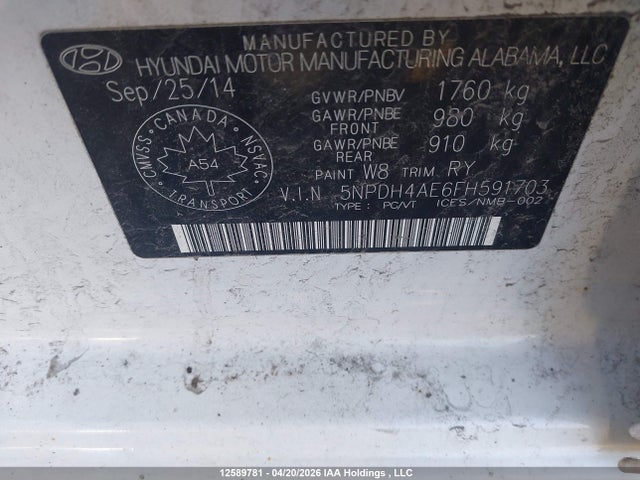 MANUFACTURED BY
HYUNDAI MOTOR MANUFACTURING ALABAMA, LLC
Sep/25/14
GVWR/PNBV 1760 kg
GAWR/PNBE FRONT 980 kg
GAWR/PNBE REAR 910 kg
PAINT W8 TRIM RY
V.I.N 5NPDH4AE6FH591703
TYPE : PC/VT ICES/NMB-002
CMVSS · CANADA · NSVAC · TRANSPORT ·
A54
12589781 - 04/20/2026 IAA Holdings , LLC